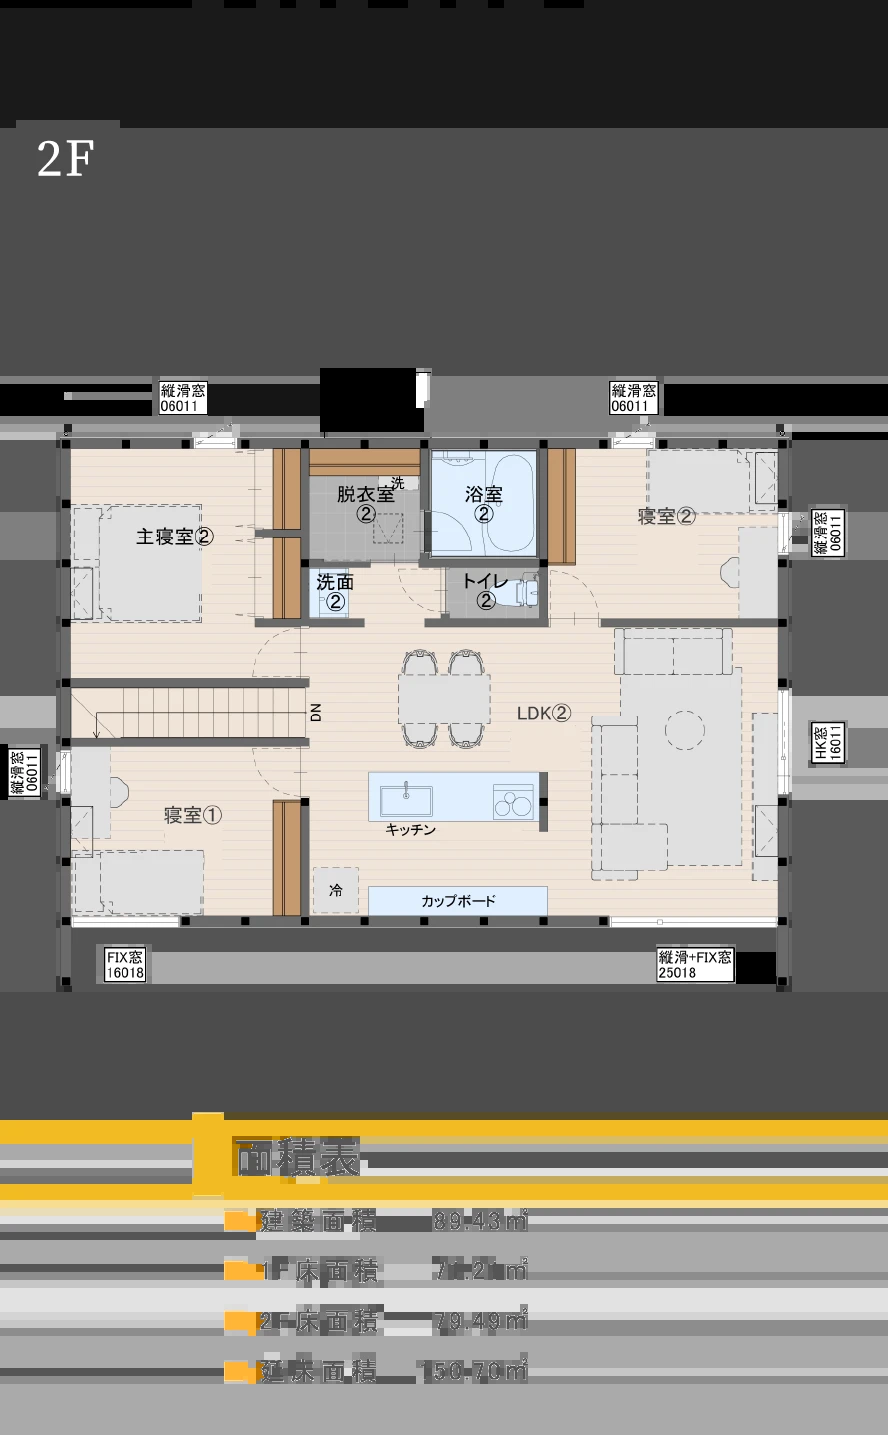 2F
縦滑窓
06011
縦滑窓
06011
洗
脱衣室
②
浴室
②
寝室②
主寝室②
縦滑窓
06011
洗面
②
トイレ
②
DN
LDK②
HK窓
16011
縦滑窓
06011
寝室①
キッチン
冷
カップボード
FIX窓
16018
縦滑+FIX窓
25018
面積表
建築面積 89.43㎡
1F床面積 71.21㎡
2F床面積 79.49㎡
延床面積 150.70㎡